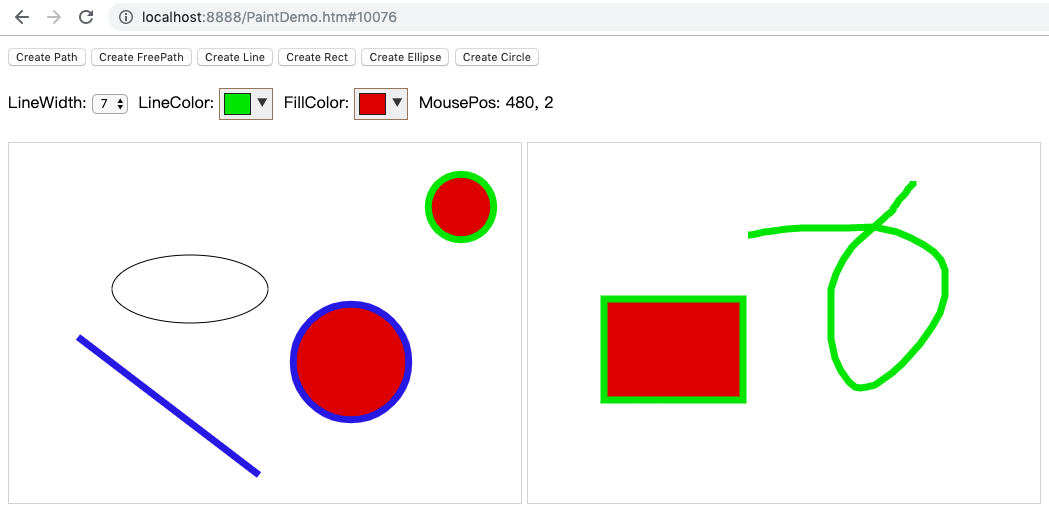 localhost:8888/PaintDemo.htm#10076
Create Path Create FreePath Create Line Create Rect Create Ellipse Create Circle
LineWidth: 7 LineColor: FillColor: MousePos: 480, 2